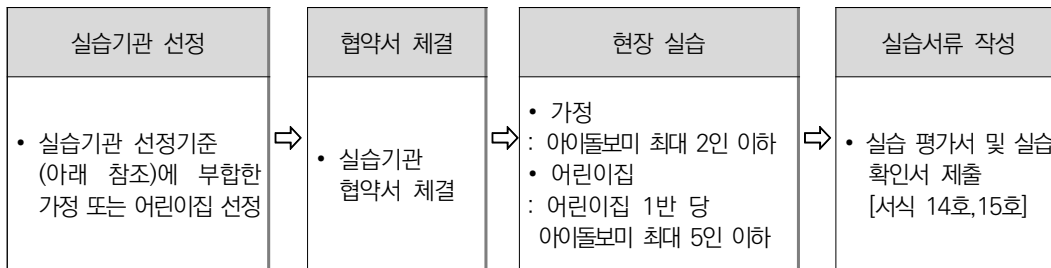 실습기관 선정
• 실습기관 선정기준
(아래 참조)에 부합한
가정 또는 어린이집 선정
⇨
협약서 체결
• 실습기관
협약서 체결
⇨
현장 실습
• 가정
: 아이돌보미 최대 2인 이하
• 어린이집
: 어린이집 1반 당
아이돌보미 최대 5인 이하
⇨
실습서류 작성
• 실습 평가서 및 실습
확인서 제출
[서식 14호,15호]